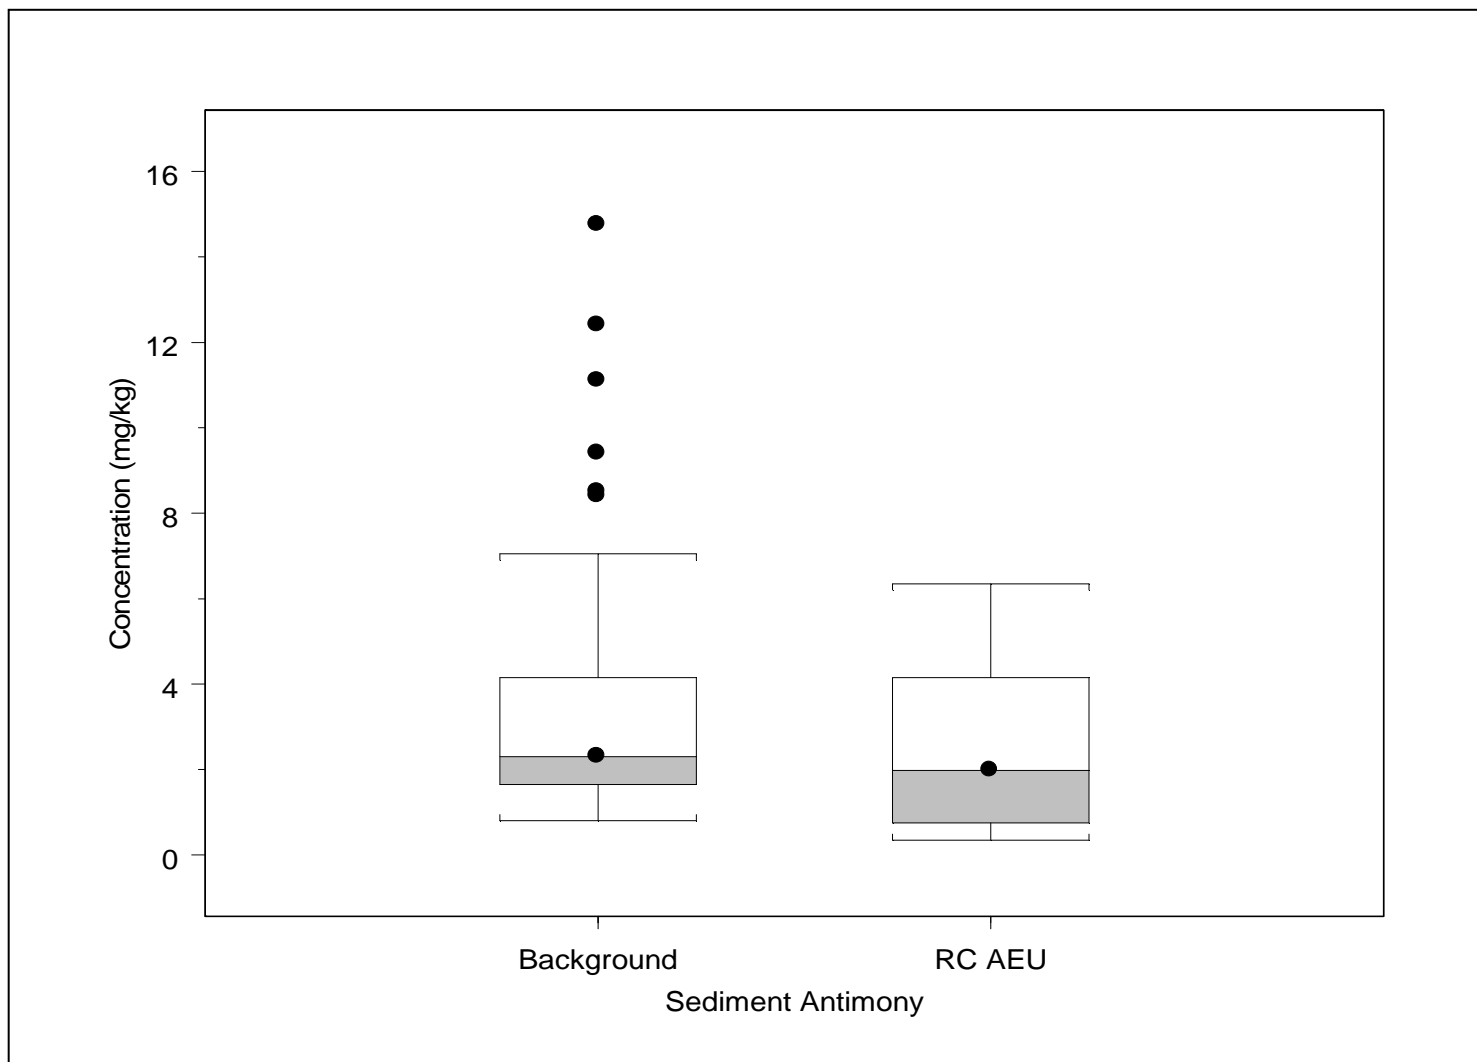 16
12
8
4
0
Concentration (mg/kg)
Background
RC AEU
Sediment Antimony